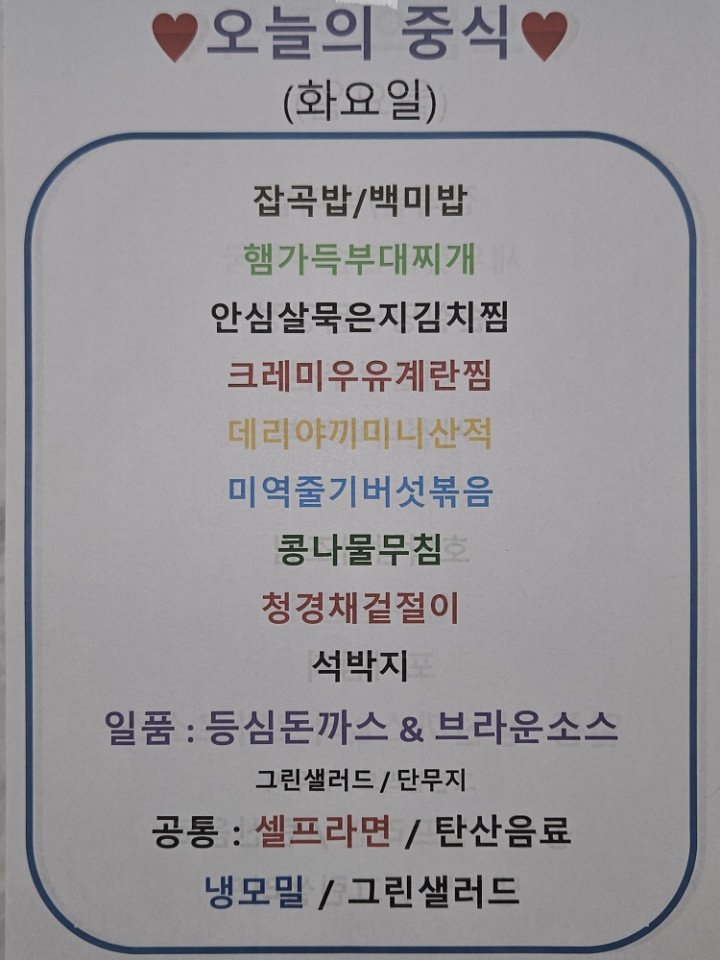 ♥오늘의 중식♥
(화요일)
잡곡밥/백미밥
햄가득부대찌개
안심살묵은지김치찜
크레미우유계란찜
데리야끼미니산적
미역줄기버섯볶음
콩나물무침
청경채겉절이
석박지
일품 : 등심돈까스 & 브라운소스
그린샐러드 / 단무지
공통 : 셀프라면 / 탄산음료
냉모밀 / 그린샐러드